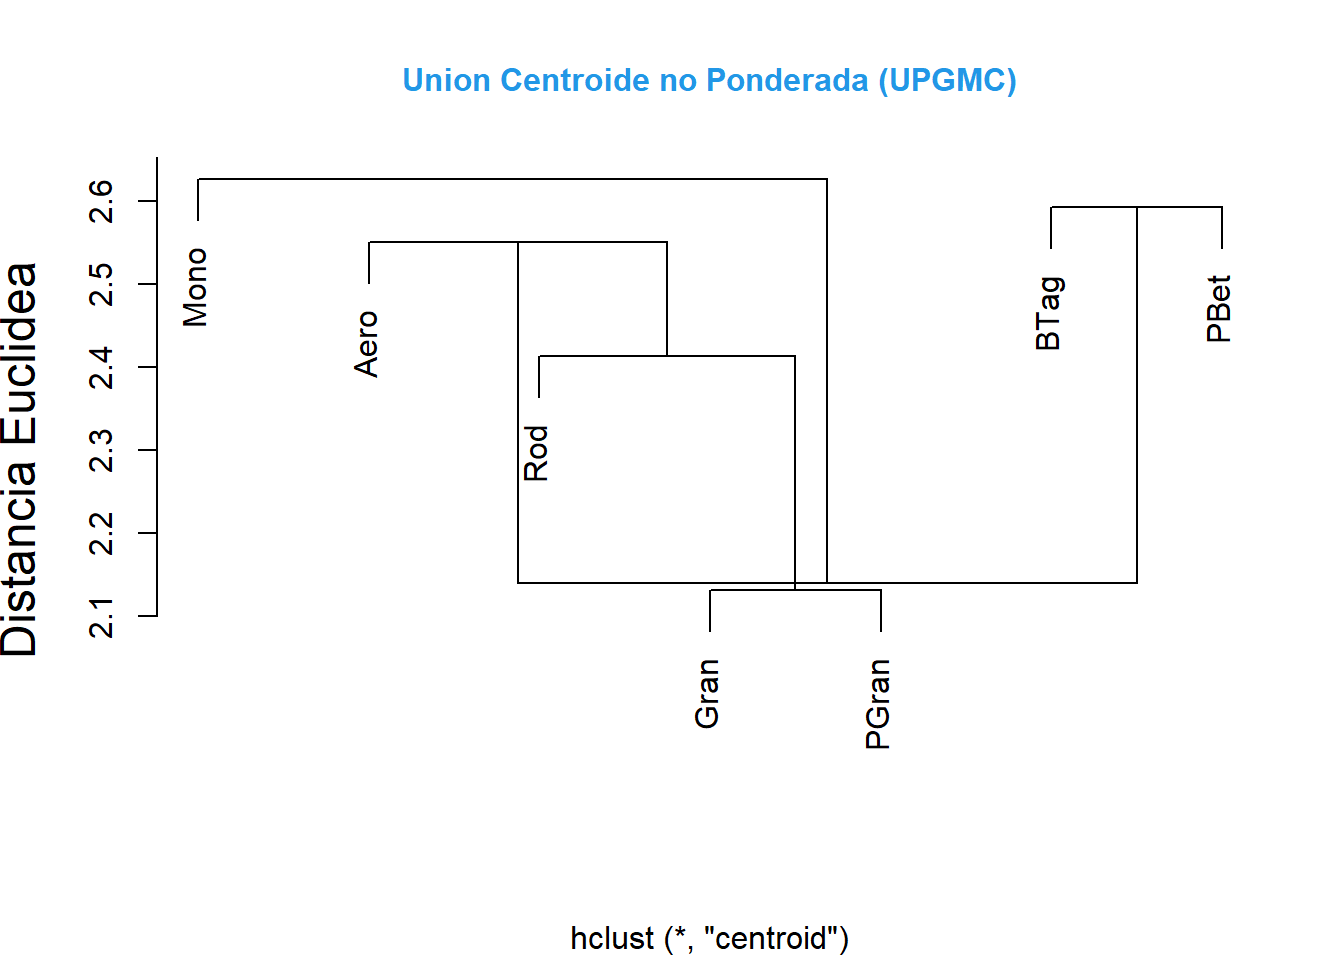 Union Centroide no Ponderada (UPGMC)
Distancia Euclidea
2.6
2.5
2.4
2.3
2.2
2.1
Mono
Aero
Rod
Gran
PGran
BTag
PBet
hclust (*, "centroid")